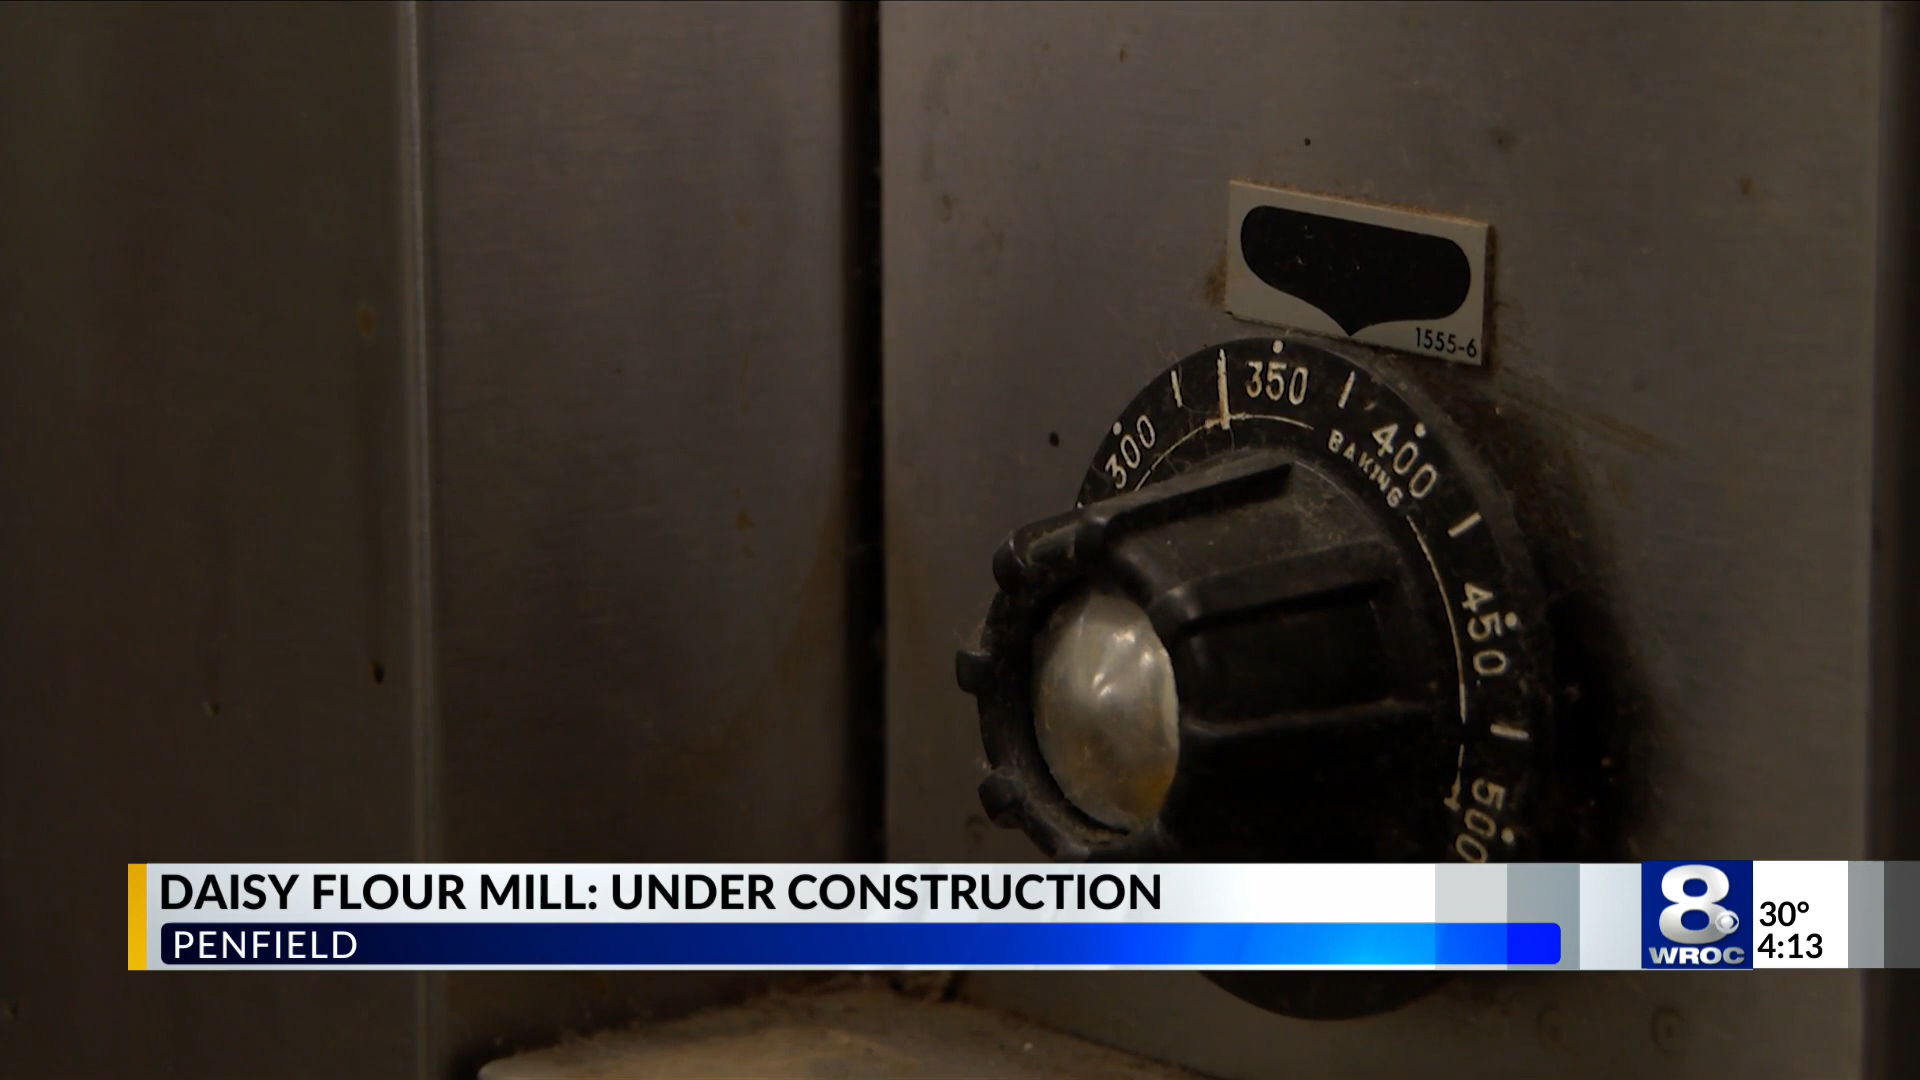 1555-6
300
350
400
BAKING
450
500
DAISY FLOUR MILL: UNDER CONSTRUCTION
PENFIELD
8
WROC
30°
4:13